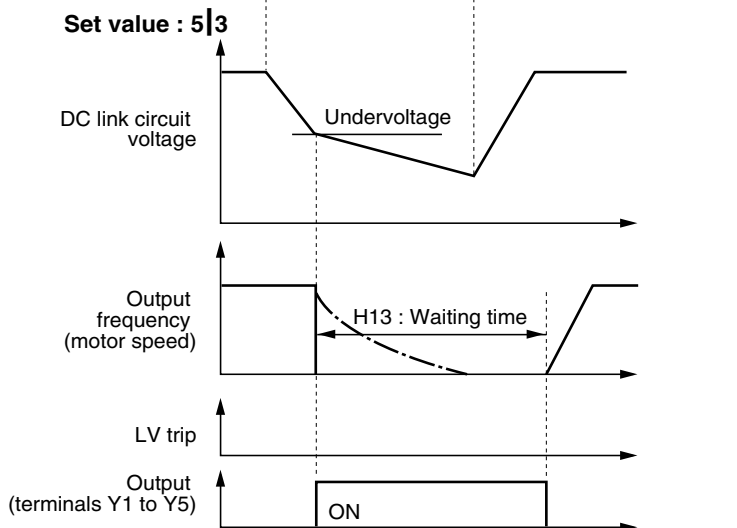 Set value : 5|3
DC link circuit
voltage
Undervoltage
Output
frequency
(motor speed)
H13 : Waiting time
LV trip
Output
(terminals Y1 to Y5)
ON